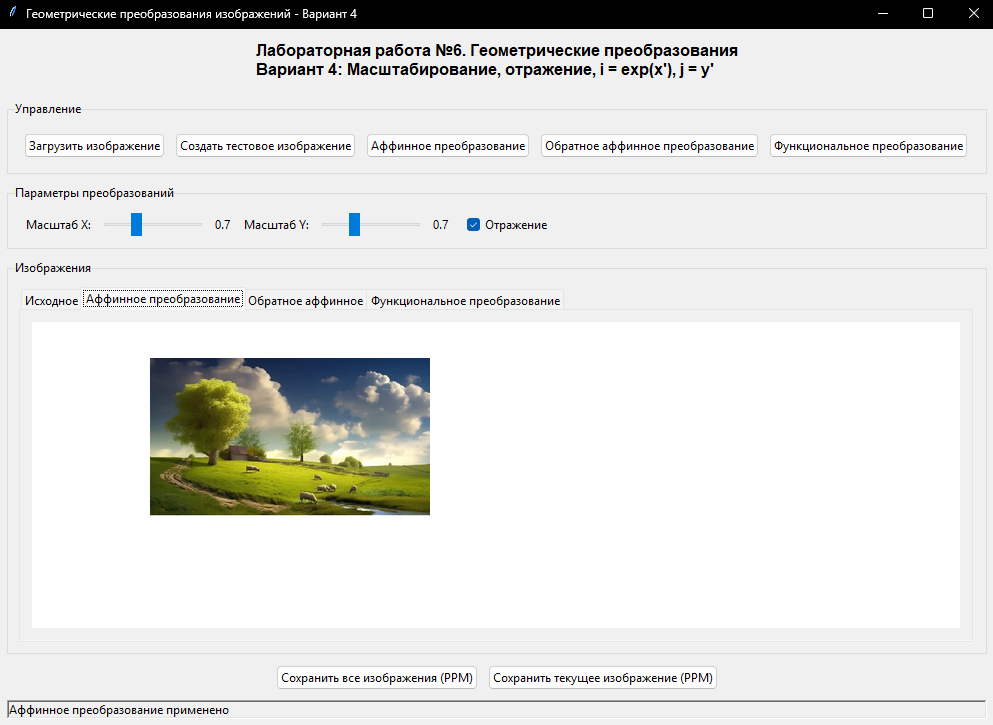 Геометрические преобразования изображений - Вариант 4
Лабораторная работа №6. Геометрические преобразования
Вариант 4: Масштабирование, отражение, i = exp(x'), j = y'
Управление
Загрузить изображение Создать тестовое изображение Аффинное преобразование Обратное аффинное преобразование Функциональное преобразование
Параметры преобразований
Масштаб X: 0.7 Масштаб Y: 0.7 Отражение
Изображения
Исходное Аффинное преобразование Обратное аффинное Функциональное преобразование
Сохранить все изображения (PPM) Сохранить текущее изображение (PPM)
Аффинное преобразование применено